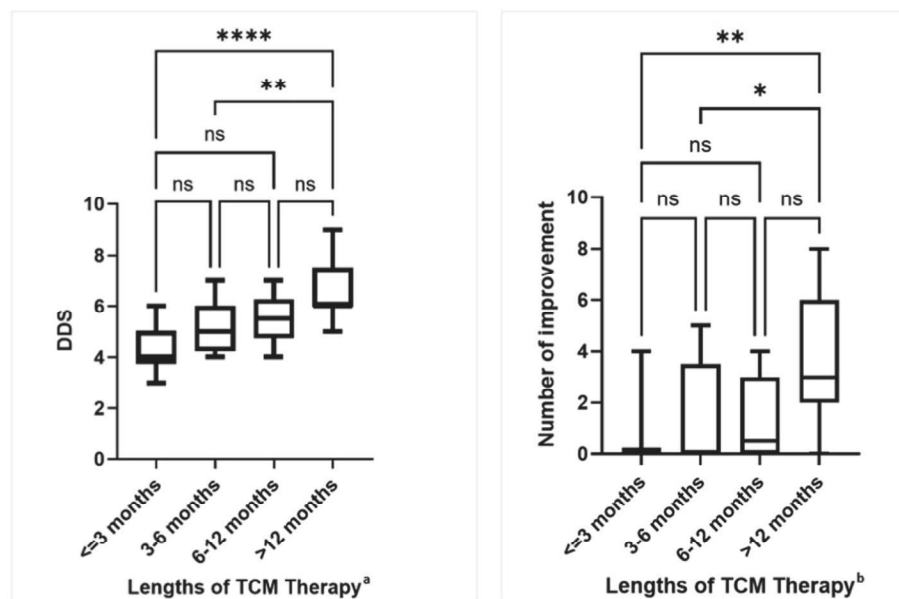 ****
**
ns
ns ns ns
DDS
10
8
6
4
2
0
<=3 months
3-6 months
6-12 months
>12 months
Lengths of TCM Therapyᵃ
**
*
ns
ns ns ns
Number of improvement
10
8
6
4
2
0
<=3 months
3-6 months
6-12 months
>12 months
Lengths of TCM Therapyᵇ